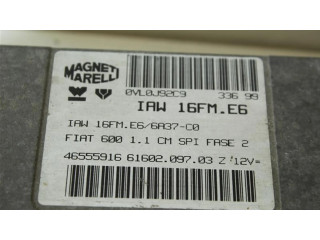 MAGNETI
MARELLI
0VL0J92C9 336 99
IAW 16FM.E6
IAW 16FM.E6/6A37-C0
FIAT 600 1.1 CM SPI FASE 2
46555916 61602.097.03 Z 12V=